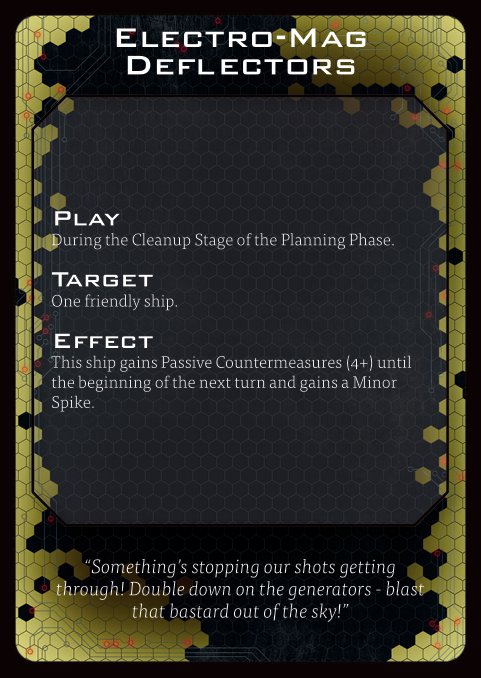 Electro-Mag
Deflectors
Play
During the Cleanup Stage of the Planning Phase.
Target
One friendly ship.
Effect
This ship gains Passive Countermeasures (4+) until
the beginning of the next turn and gains a Minor
Spike.
“Something's stopping our shots getting
through! Double down on the generators - blast
that bastard out of the sky!”